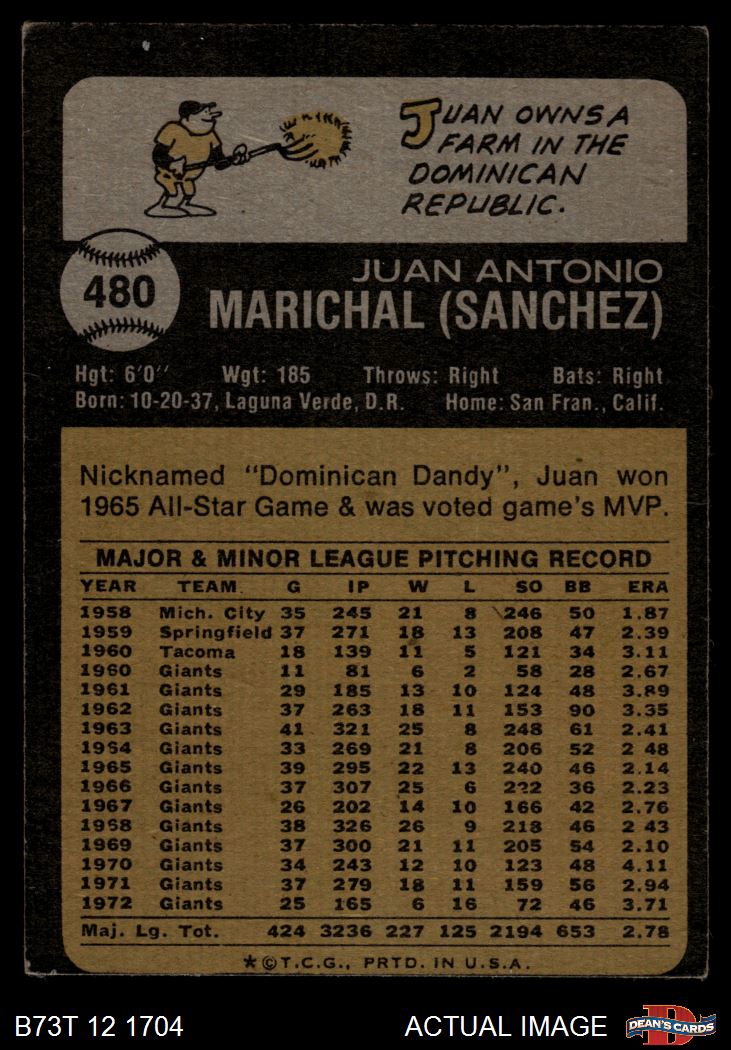 JUAN OWNS A
FARM IN THE
DOMINICAN
REPUBLIC.
480
JUAN ANTONIO
MARICHAL (SANCHEZ)
Hgt: 6'0" Wgt: 185 Throws: Right Bats: Right
Born: 10-20-37, Laguna Verde, D.R. Home: San Fran., Calif.
Nicknamed "Dominican Dandy", Juan won
1965 All-Star Game & was voted game's MVP.
MAJOR & MINOR LEAGUE PITCHING RECORD
YEAR TEAM G IP W L SO BB ERA
1958 Mich. City 35 245 21 8 246 50 1.87
1959 Springfield 37 271 18 13 208 47 2.39
1960 Tacoma 18 139 11 5 121 34 3.11
1960 Giants 11 81 6 2 58 28 2.67
1961 Giants 29 185 13 10 124 48 3.89
1962 Giants 37 263 18 11 153 90 3.35
1963 Giants 41 321 25 8 248 61 2.41
1964 Giants 33 269 21 8 206 52 2 48
1965 Giants 39 295 22 13 240 46 2.14
1966 Giants 37 307 25 6 222 36 2.23
1967 Giants 26 202 14 10 166 42 2.76
1968 Giants 38 326 26 9 218 46 2 43
1969 Giants 37 300 21 11 205 54 2.10
1970 Giants 34 243 12 10 123 48 4.11
1971 Giants 37 279 18 11 159 56 2.94
1972 Giants 25 165 6 16 72 46 3.71
Maj. Lg. Tot. 424 3236 227 125 2194 653 2.78
*©T.C.G., PRTD. IN U.S.A.
B73T 12 1704 ACTUAL IMAGE DEAN'S CARDS